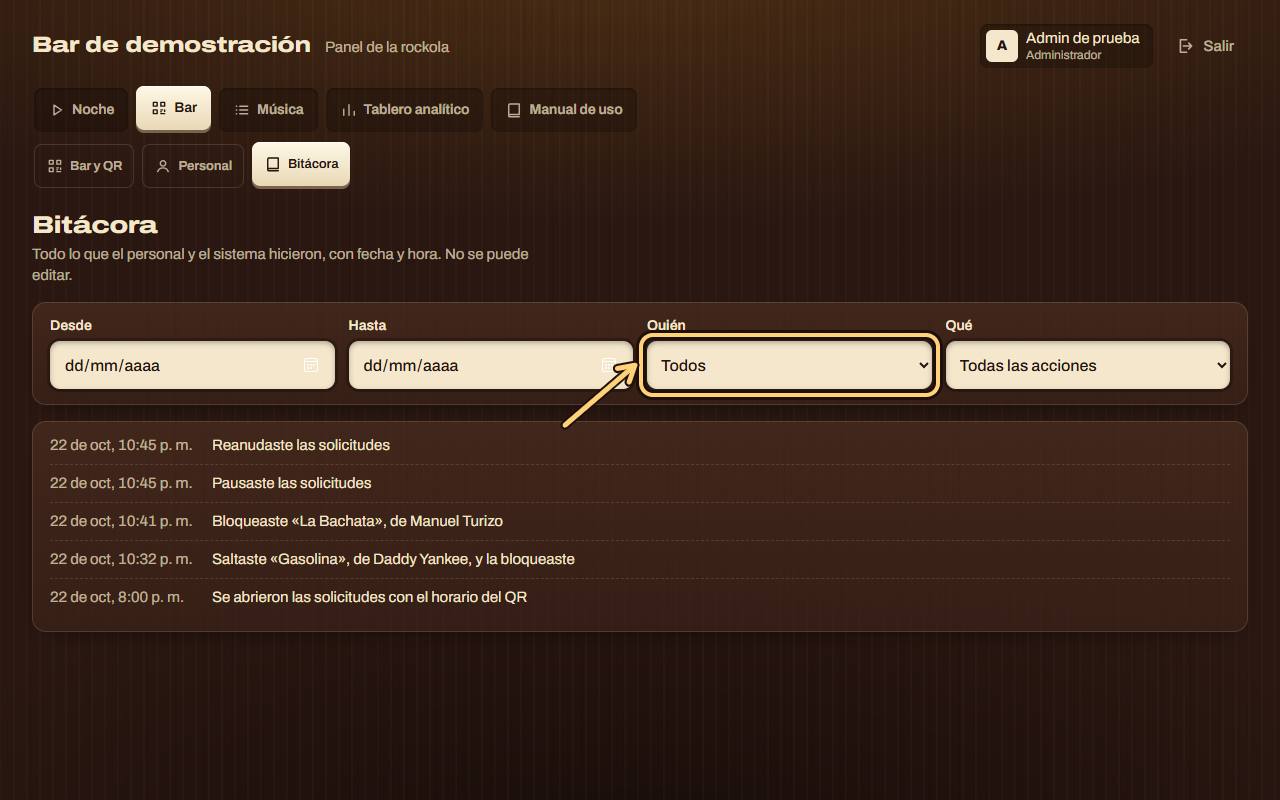 Bar de demostración Panel de la rockola
A Admin de prueba
Administrador
Salir
Noche Bar Música Tablero analítico Manual de uso
Bar y QR Personal Bitácora
Bitácora
Todo lo que el personal y el sistema hicieron, con fecha y hora. No se puede
editar.
Desde Hasta Quién Qué
dd/mm/aaaa dd/mm/aaaa Todos Todas las acciones
22 de oct, 10:45 p. m. Reanudaste las solicitudes
22 de oct, 10:45 p. m. Pausaste las solicitudes
22 de oct, 10:41 p. m. Bloqueaste «La Bachata», de Manuel Turizo
22 de oct, 10:32 p. m. Saltaste «Gasolina», de Daddy Yankee, y la bloqueaste
22 de oct, 8:00 p. m. Se abrieron las solicitudes con el horario del QR